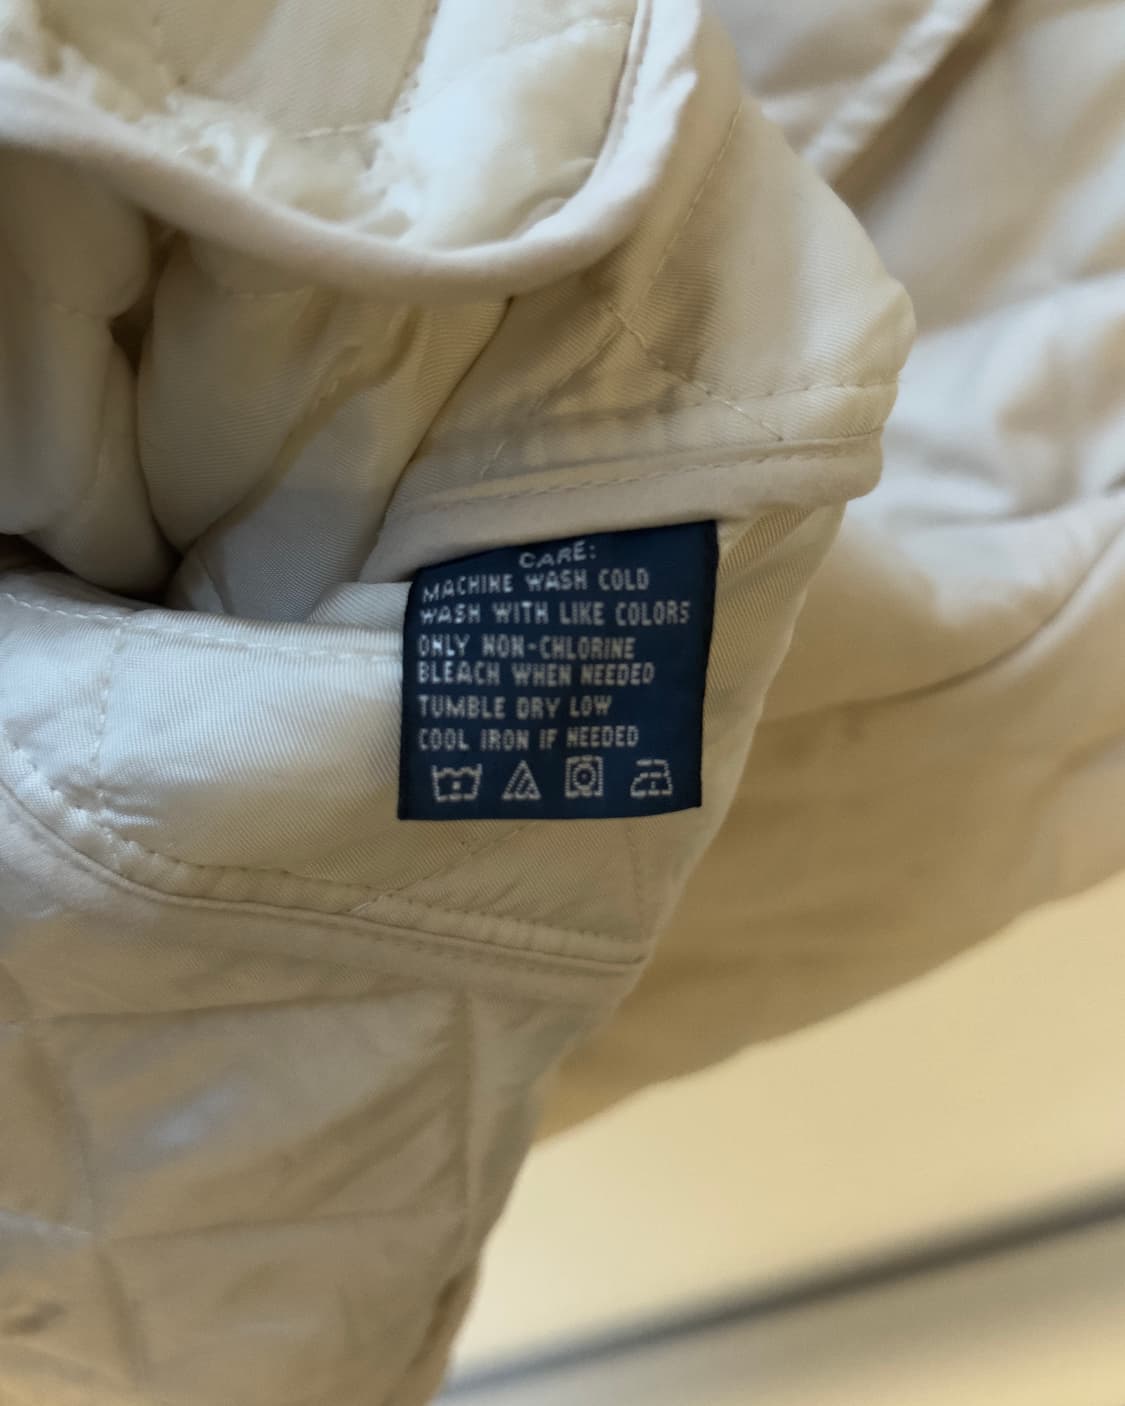 CARE:
MACHINE WASH COLD
WASH WITH LIKE COLORS
ONLY NON-CHLORINE
BLEACH WHEN NEEDED
TUMBLE DRY LOW
COOL IRON IF NEEDED